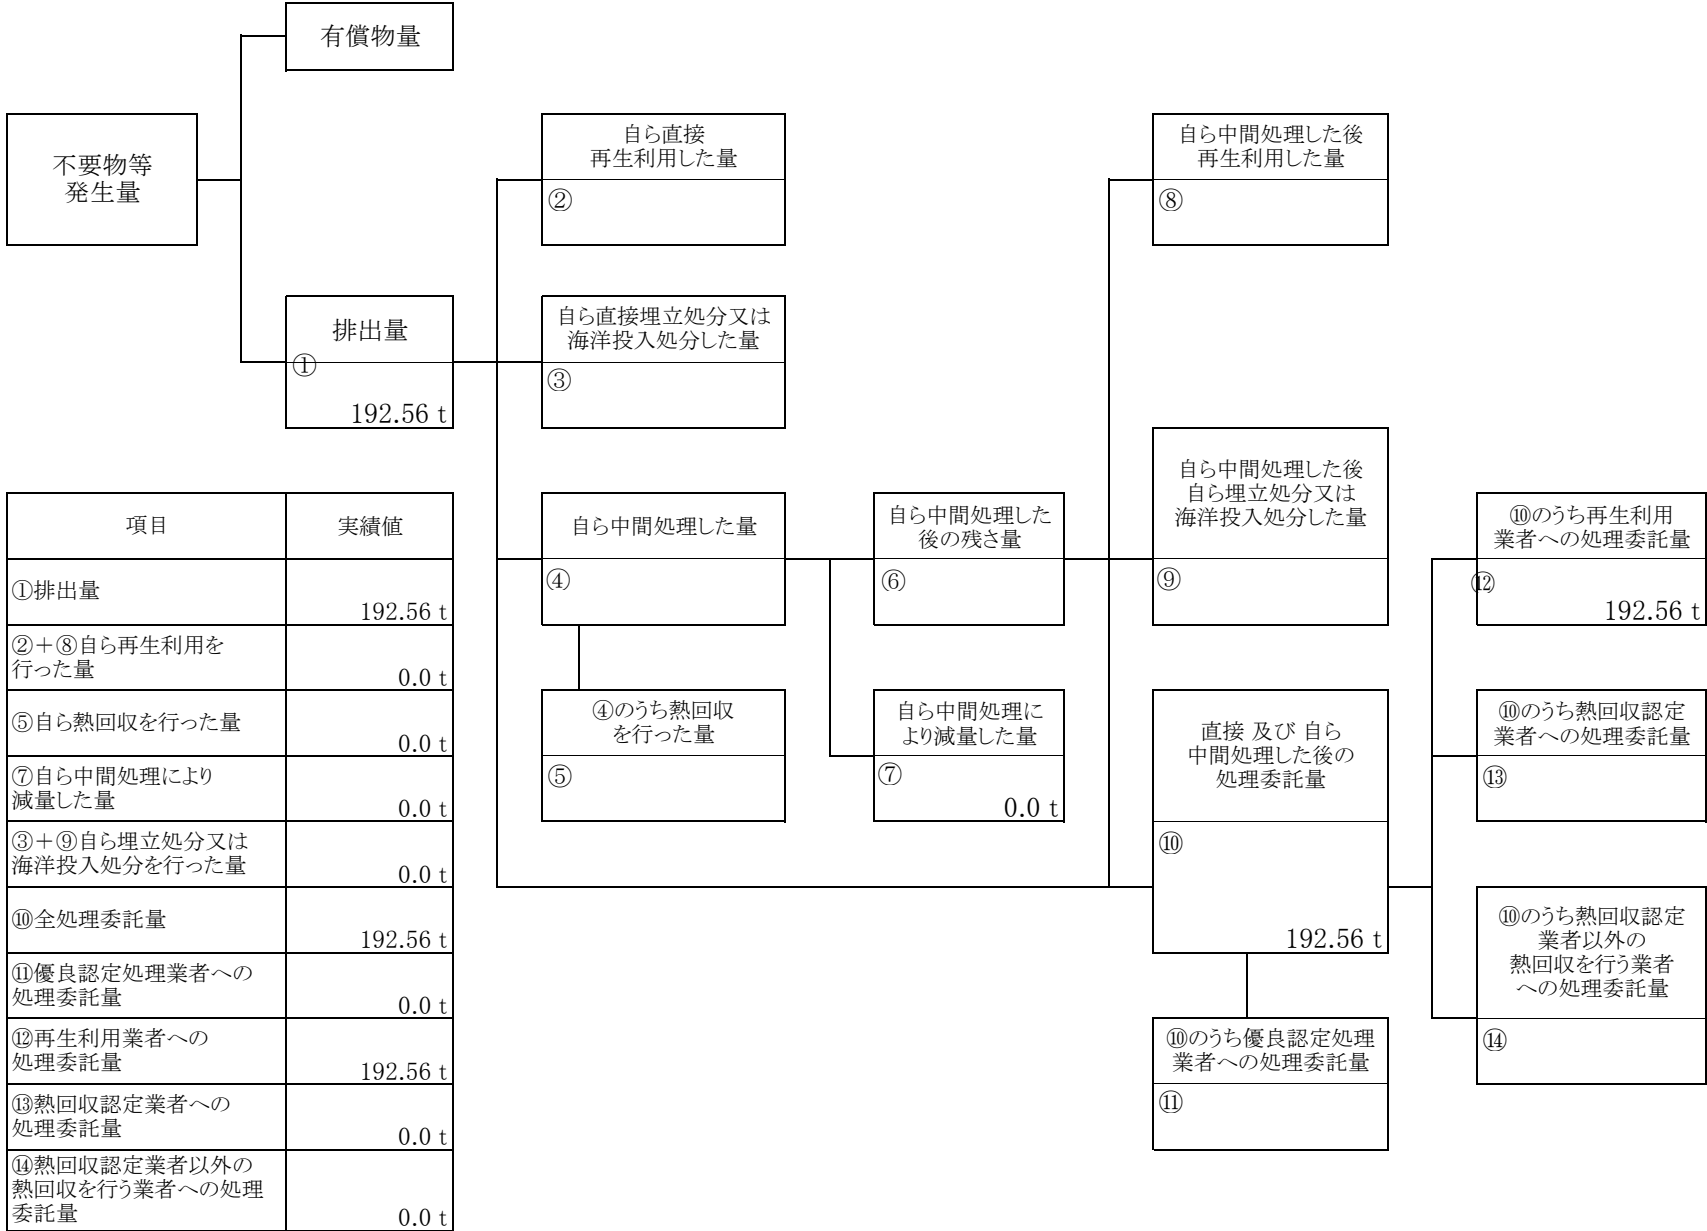 有償物量
不要物等
発生量
排出量
①
192.56 t
自ら直接
再生利用した量
②
自ら直接埋立処分又は
海洋投入処分した量
③
自ら中間処理した量
④
④のうち熱回収
を行った量
⑤
自ら中間処理した
後の残さ量
⑥
自ら中間処理に
より減量した量
⑦
0.0 t
自ら中間処理した後
再生利用した量
⑧
自ら中間処理した後
自ら埋立処分又は
海洋投入処分した量
⑨
直接 及び 自ら
中間処理した後の
処理委託量
⑩
192.56 t
⑩のうち優良認定処理
業者への処理委託量
⑪
⑩のうち再生利用
業者への処理委託量
⑫
192.56 t
⑩のうち熱回収認定
業者への処理委託量
⑬
⑩のうち熱回収認定
業者以外の
熱回収を行う業者
への処理委託量
⑭
項目 実績値
①排出量
192.56 t
②＋⑧自ら再生利用を
行った量
0.0 t
⑤自ら熱回収を行った量
0.0 t
⑦自ら中間処理により
減量した量
0.0 t
③＋⑨自ら埋立処分又は
海洋投入処分を行った量
0.0 t
⑩全処理委託量
192.56 t
⑪優良認定処理業者への
処理委託量
0.0 t
⑫再生利用業者への
処理委託量
192.56 t
⑬熱回収認定業者への
処理委託量
0.0 t
⑭熱回収認定業者以外の
熱回収を行う業者への処理
委託量
0.0 t